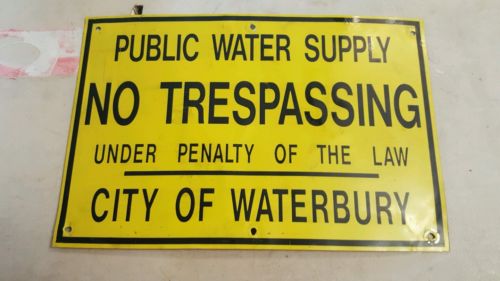 PUBLIC WATER SUPPLY
NO TRESPASSING
UNDER PENALTY OF THE LAW
CITY OF WATERBURY